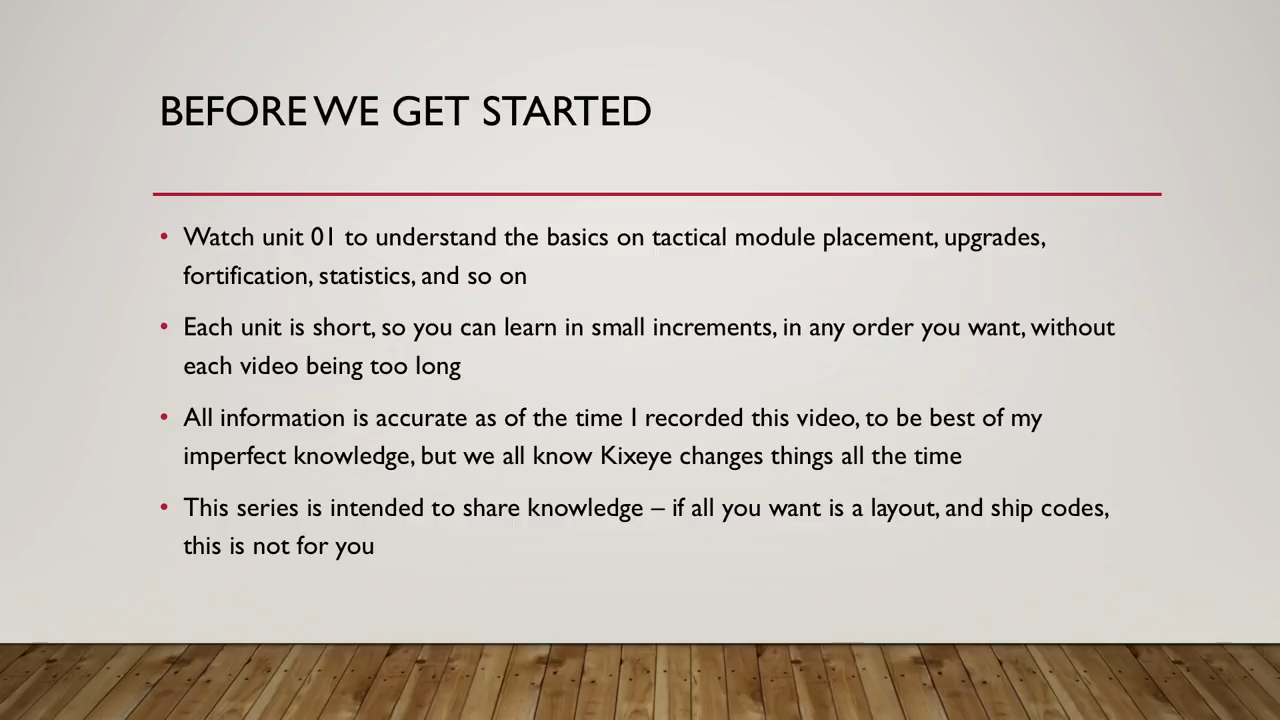 BEFORE WE GET STARTED
• Watch unit 01 to understand the basics on tactical module placement, upgrades,
fortification, statistics, and so on
• Each unit is short, so you can learn in small increments, in any order you want, without
each video being too long
• All information is accurate as of the time I recorded this video, to be best of my
imperfect knowledge, but we all know Kixeye changes things all the time
• This series is intended to share knowledge – if all you want is a layout, and ship codes,
this is not for you